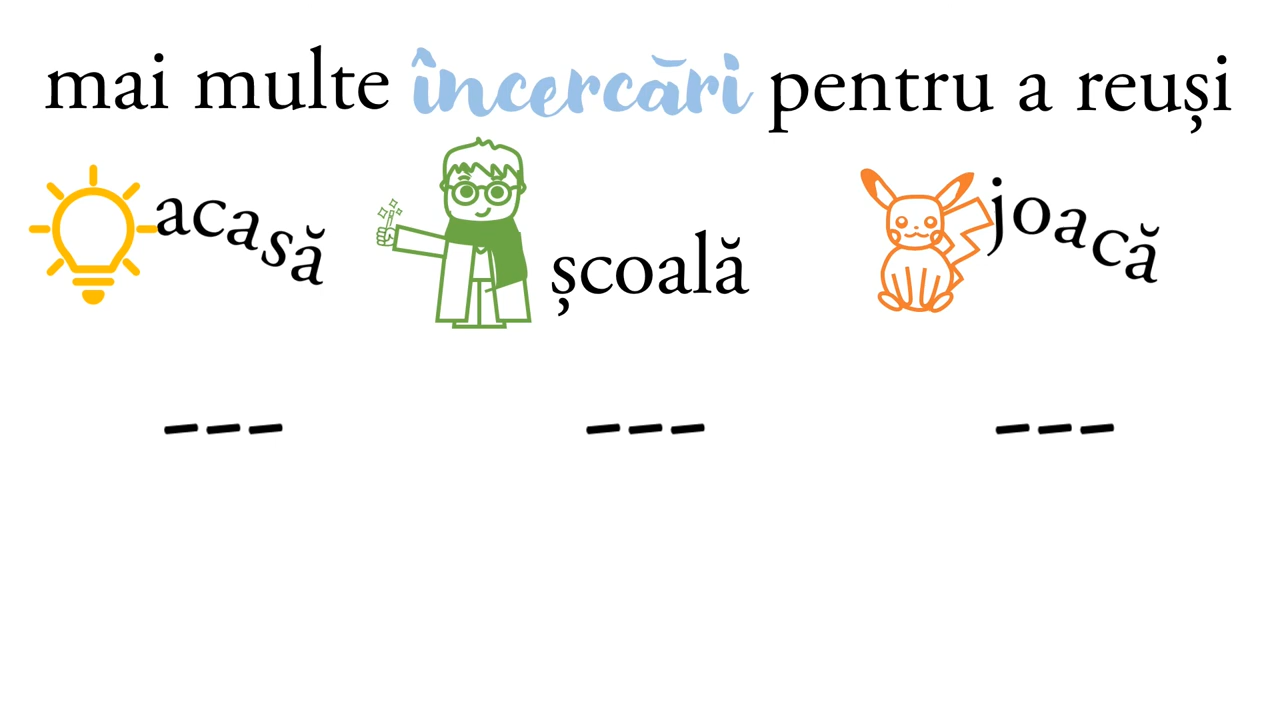 mai multe încercări pentru a reuși
acasă școală joacă
--- --- ---